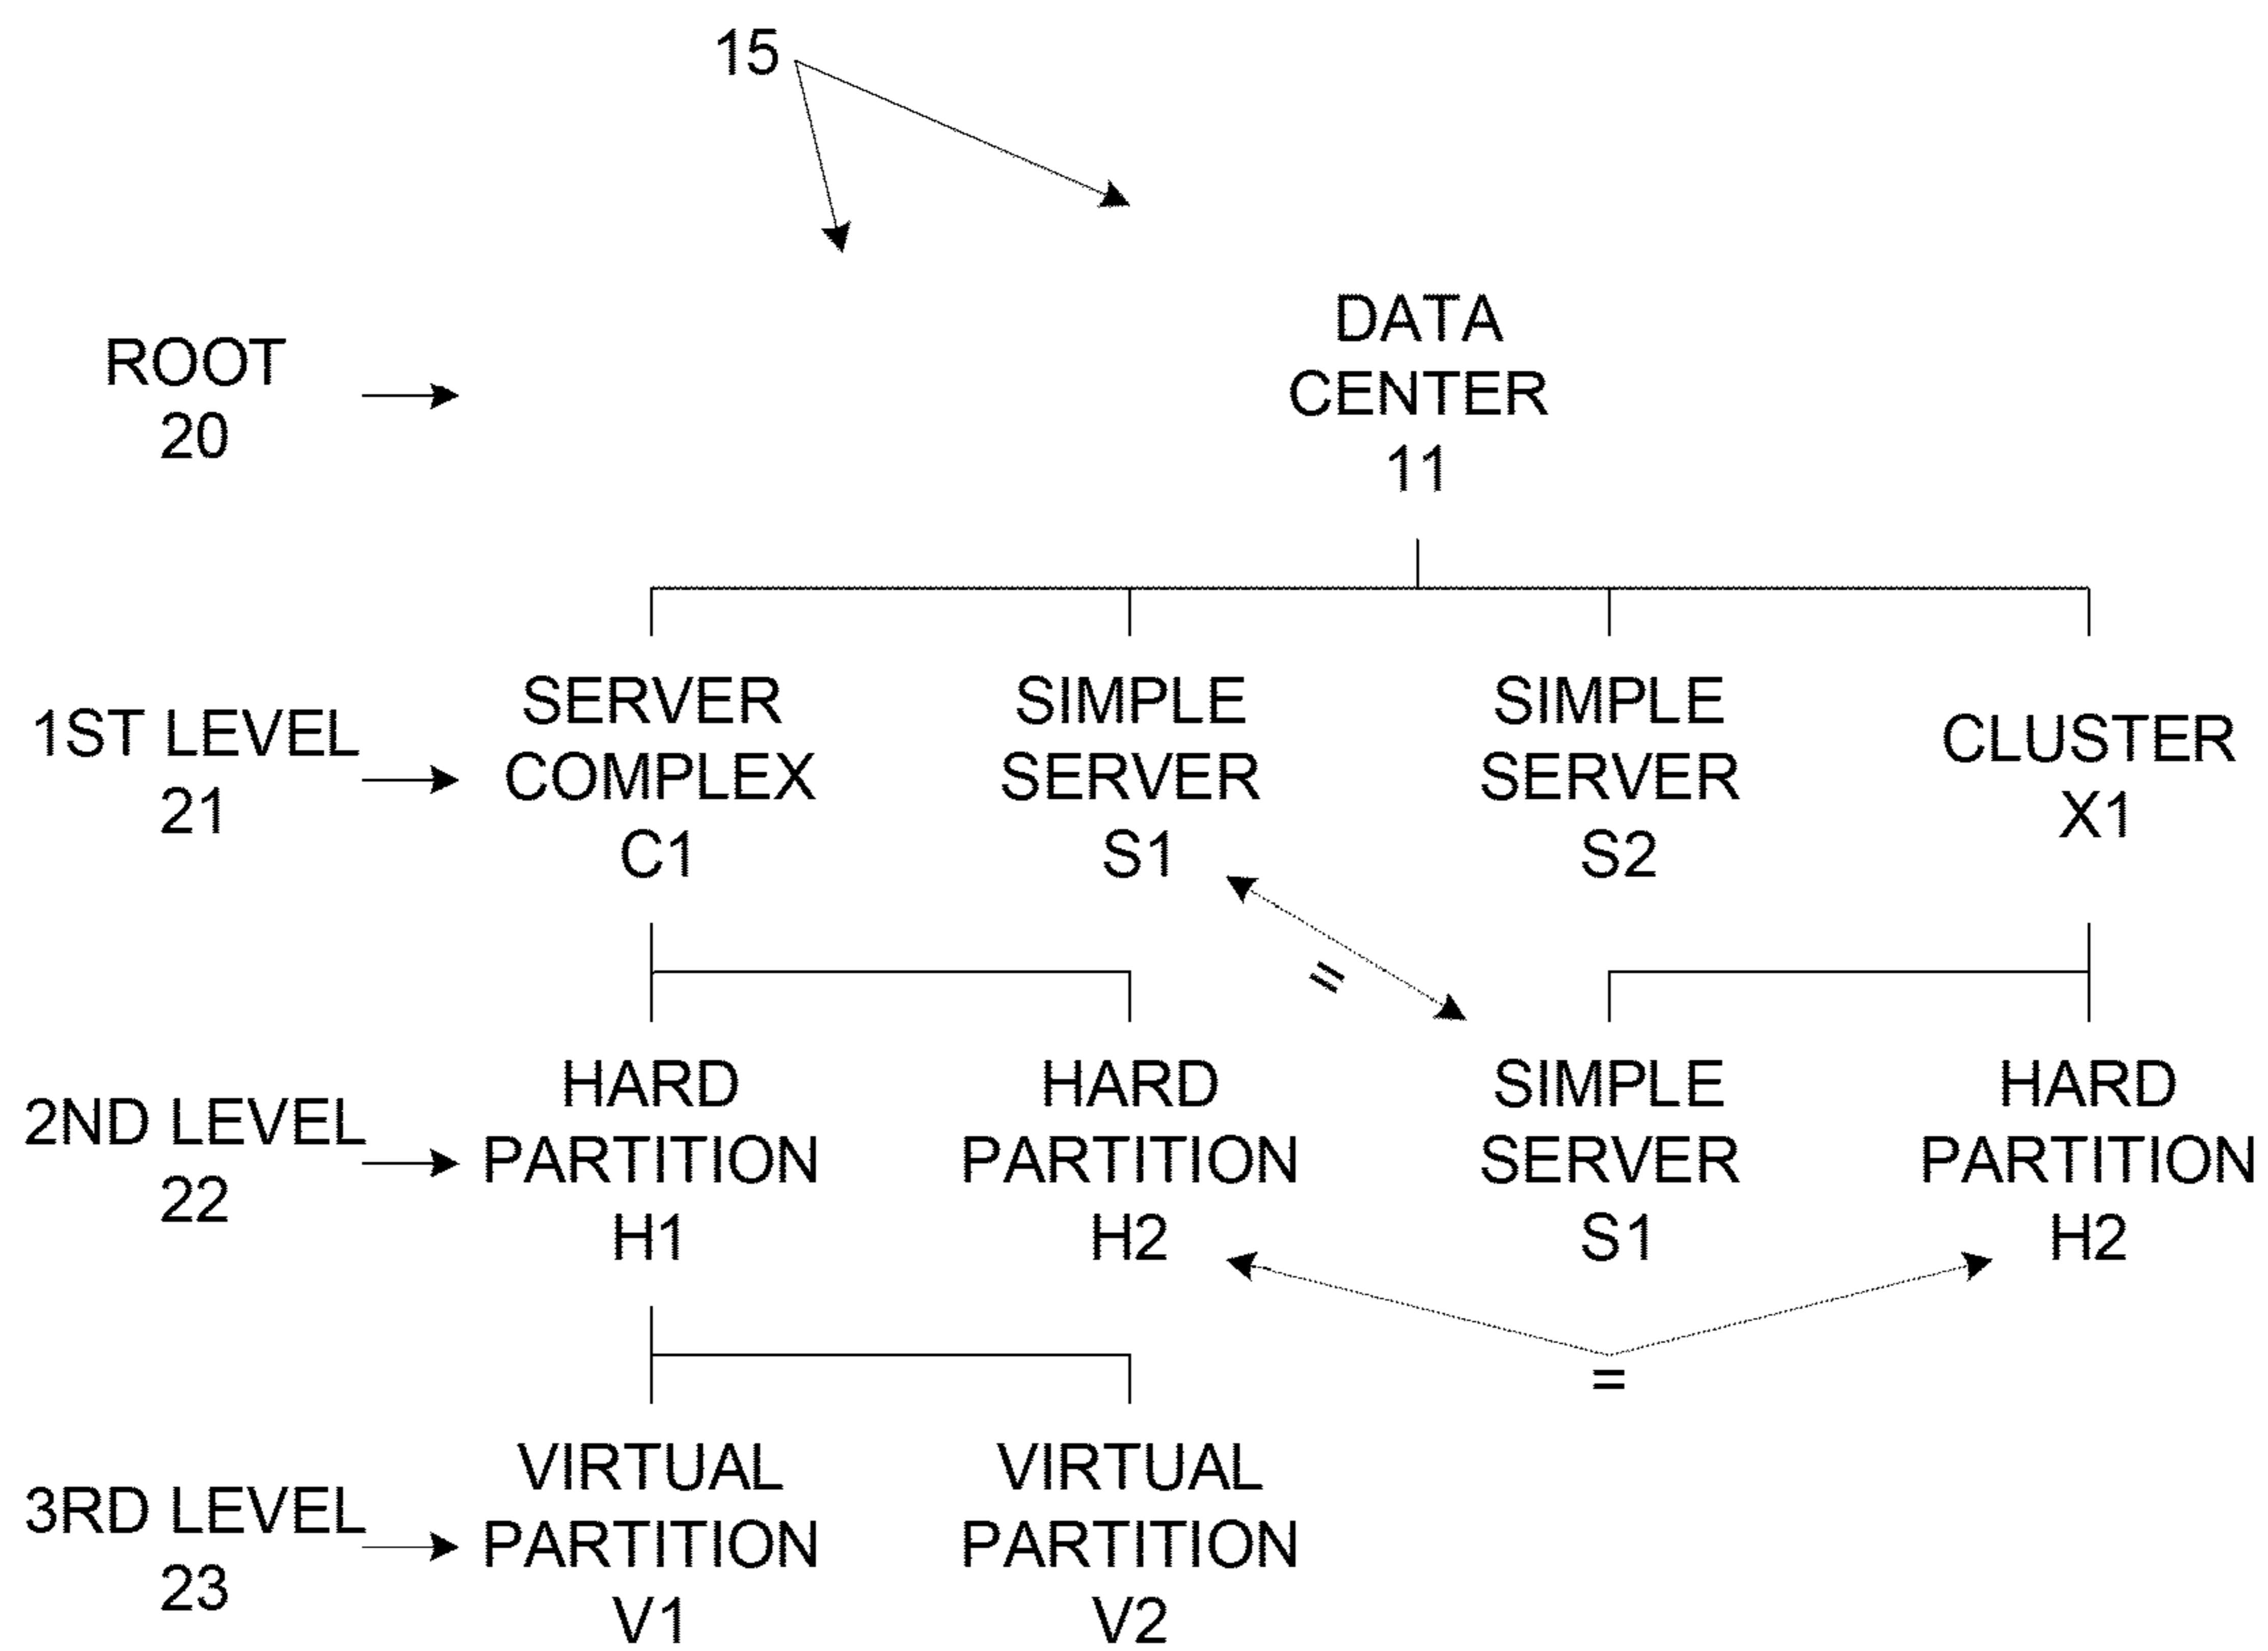 15
ROOT
20
DATA
CENTER
11
1ST LEVEL
21
SERVER
COMPLEX
C1
SIMPLE
SERVER
S1
SIMPLE
SERVER
S2
CLUSTER
X1
=
2ND LEVEL
22
HARD
PARTITION
H1
HARD
PARTITION
H2
SIMPLE
SERVER
S1
HARD
PARTITION
H2
=
3RD LEVEL
23
VIRTUAL
PARTITION
V1
VIRTUAL
PARTITION
V2